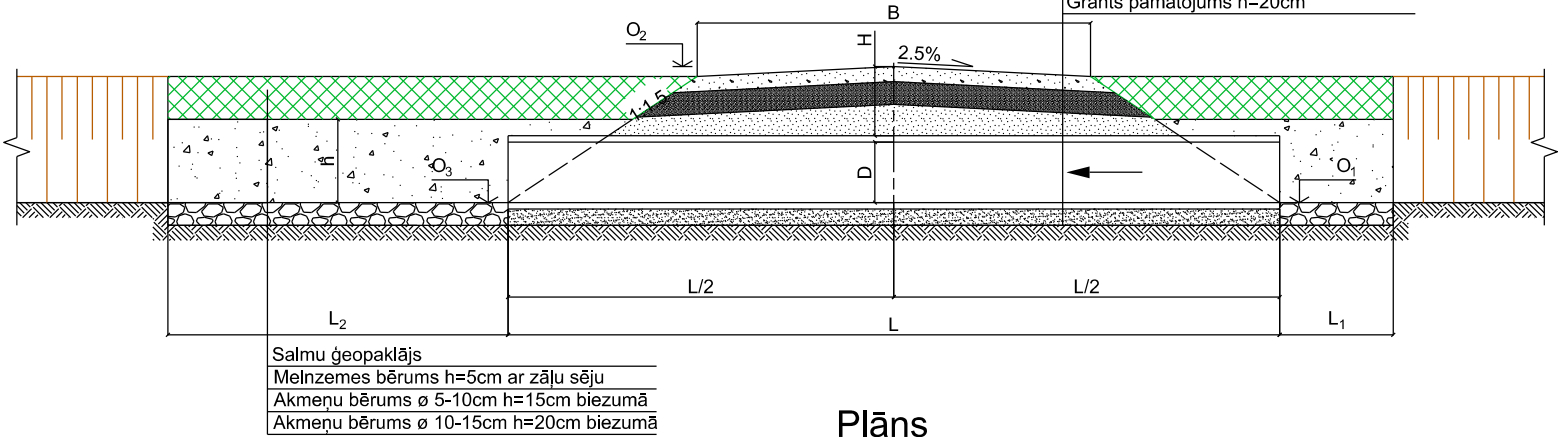 Grants pamatojums h=20cm
B
O₂
H
2.5%
1:1.5
h
O₃
D
O₁
L/2
L/2
L₂
L
L₁
Salmu ģeopaklājs
Melnzemes bērums h=5cm ar zāļu sēju
Akmeņu bērums ø 5-10cm h=15cm biezumā
Akmeņu bērums ø 10-15cm h=20cm biezumā
Plāns